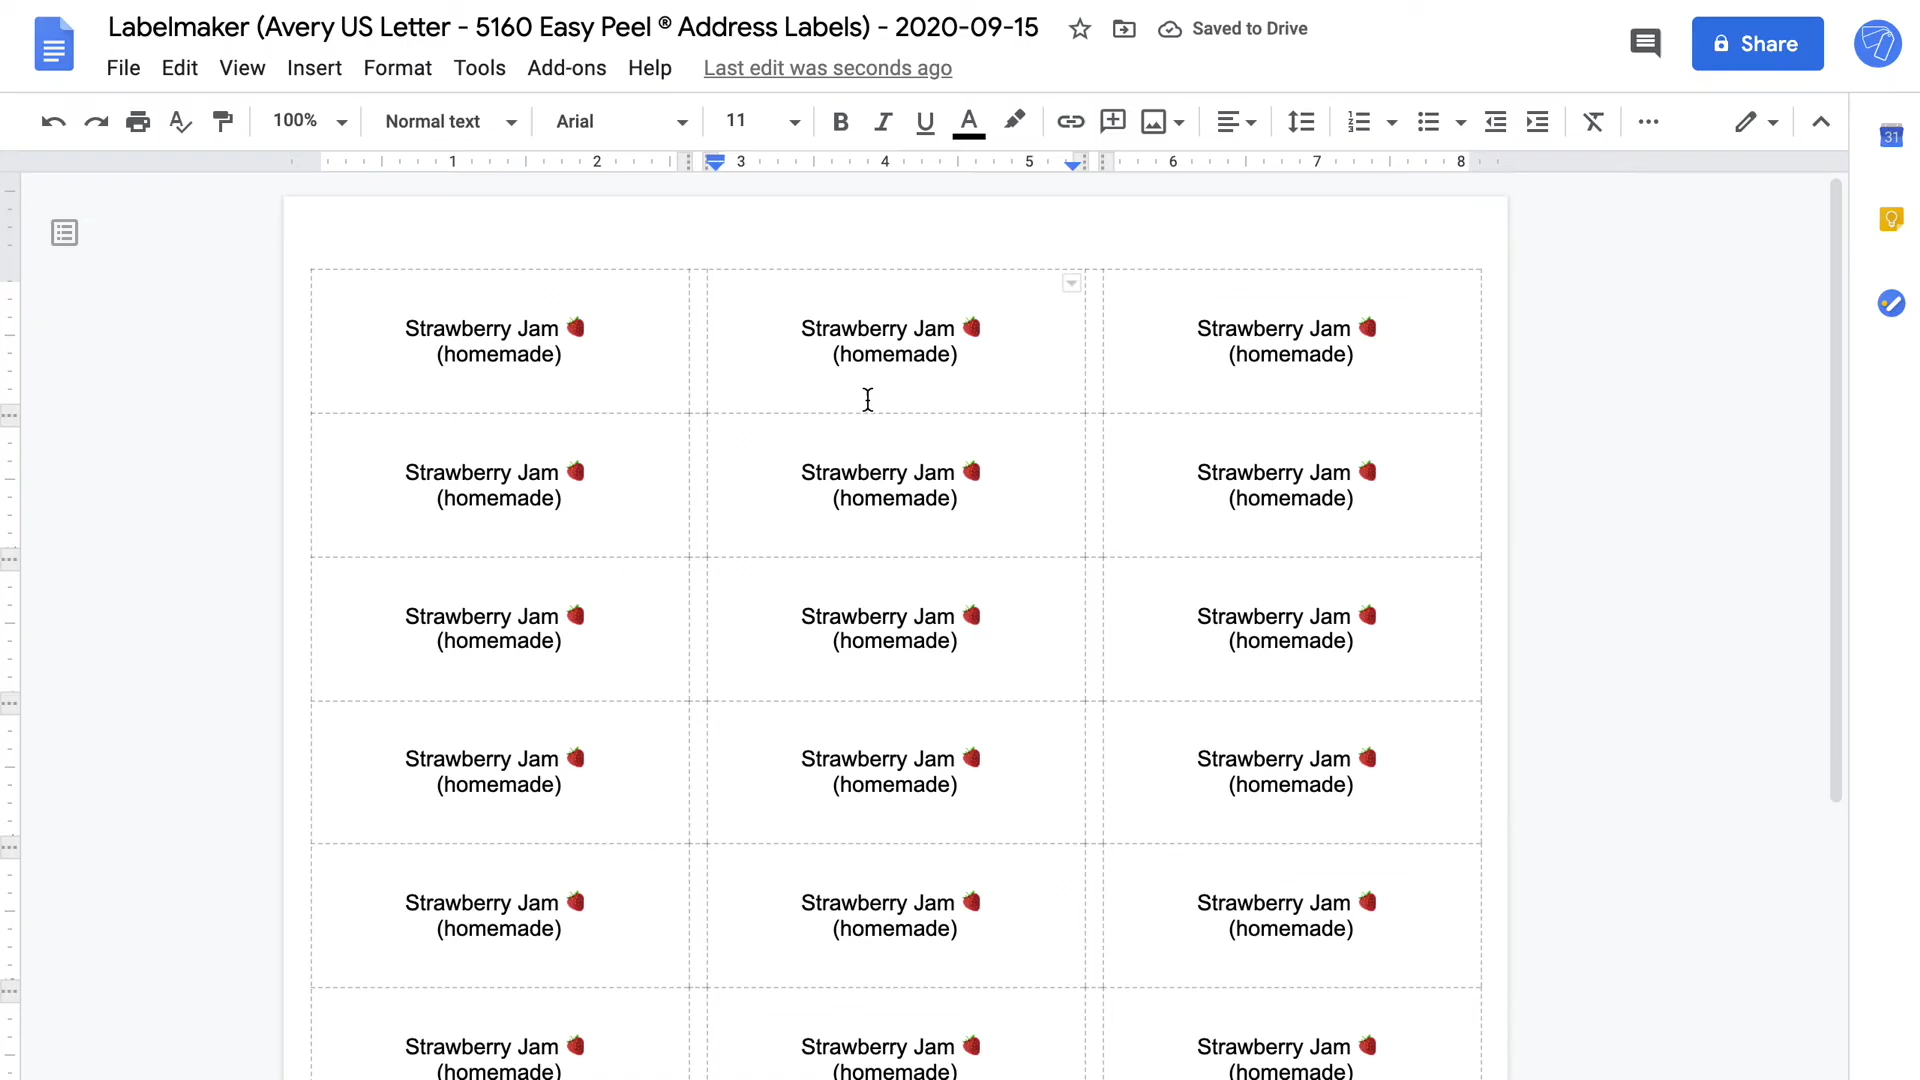 Labelmaker (Avery US Letter - 5160 Easy Peel ® Address Labels) - 2020-09-15
Saved to Drive
Share
File Edit View Insert Format Tools Add-ons Help Last edit was seconds ago
100% Normal text Arial 11 B I U A
31
1 2 3 4 5 6 7 8
Strawberry Jam 🍓 Strawberry Jam 🍓 Strawberry Jam 🍓
(homemade) (homemade) (homemade)
Strawberry Jam 🍓 Strawberry Jam 🍓 Strawberry Jam 🍓
(homemade) (homemade) (homemade)
Strawberry Jam 🍓 Strawberry Jam 🍓 Strawberry Jam 🍓
(homemade) (homemade) (homemade)
Strawberry Jam 🍓 Strawberry Jam 🍓 Strawberry Jam 🍓
(homemade) (homemade) (homemade)
Strawberry Jam 🍓 Strawberry Jam 🍓 Strawberry Jam 🍓
(homemade) (homemade) (homemade)
Strawberry Jam 🍓 Strawberry Jam 🍓 Strawberry Jam 🍓
(homemade) (homemade) (homemade)